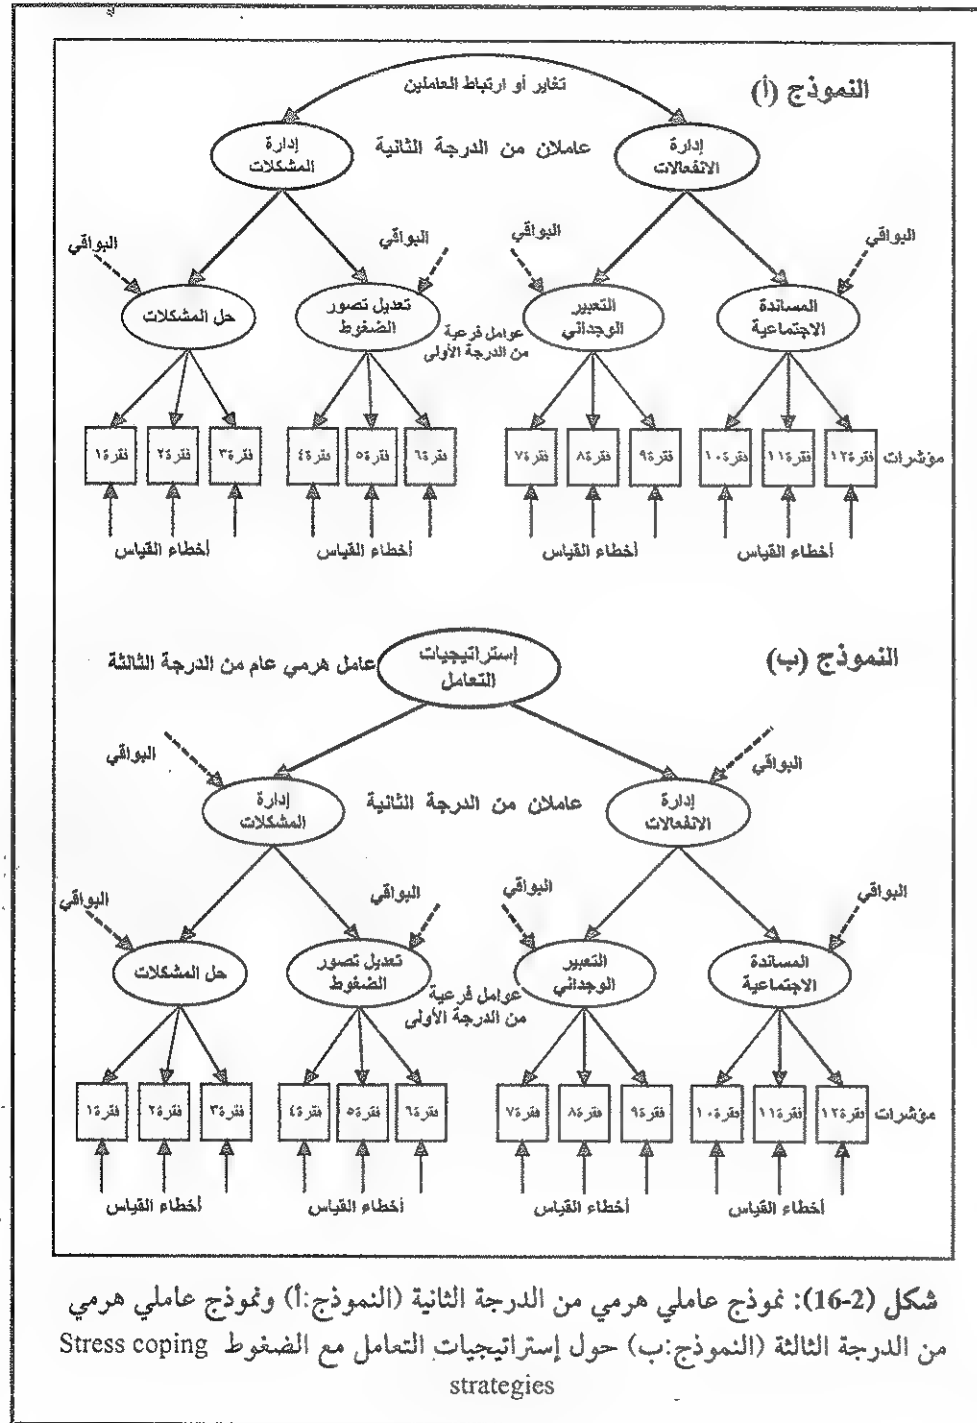 النموذج (أ)
تغاير أو ارتباط العاملين
إدارة
الانفعالات
عاملان من الدرجة الثانية
إدارة
المشكلات
البواقي
البواقي
البواقي
البواقي
المساندة
الاجتماعية
التعبير
الوجداني
عوامل فرعية
من الدرجة الأولى
تعديل تصور
الضغوط
حل المشكلات
مؤشرات
فقرة١٢
فقرة١١
فقرة١٠
فقرة٩
فقرة٨
فقرة٧
فقرة٦
فقرة٥
فقرة٤
فقرة٣
فقرة٢
فقرة١
أخطاء القياس
أخطاء القياس
أخطاء القياس
أخطاء القياس
النموذج (ب)
إستراتيجيات
التعامل
عامل هرمي عام من الدرجة الثالثة
البواقي
البواقي
إدارة
الانفعالات
عاملان من الدرجة الثانية
إدارة
المشكلات
البواقي
البواقي
البواقي
البواقي
المساندة
الاجتماعية
التعبير
الوجداني
عوامل فرعية
من الدرجة الأولى
تعديل تصور
الضغوط
حل المشكلات
مؤشرات
فقرة١٢
فقرة١١
فقرة١٠
فقرة٩
فقرة٨
فقرة٧
فقرة٦
فقرة٥
فقرة٤
فقرة٣
فقرة٢
فقرة١
أخطاء القياس
أخطاء القياس
أخطاء القياس
أخطاء القياس
شكل (2-16): نموذج عاملي هرمي من الدرجة الثانية (النموذج:أ) ونموذج عاملي هرمي
من الدرجة الثالثة (النموذج:ب) حول إستراتيجيات التعامل مع الضغوط Stress coping
strategies